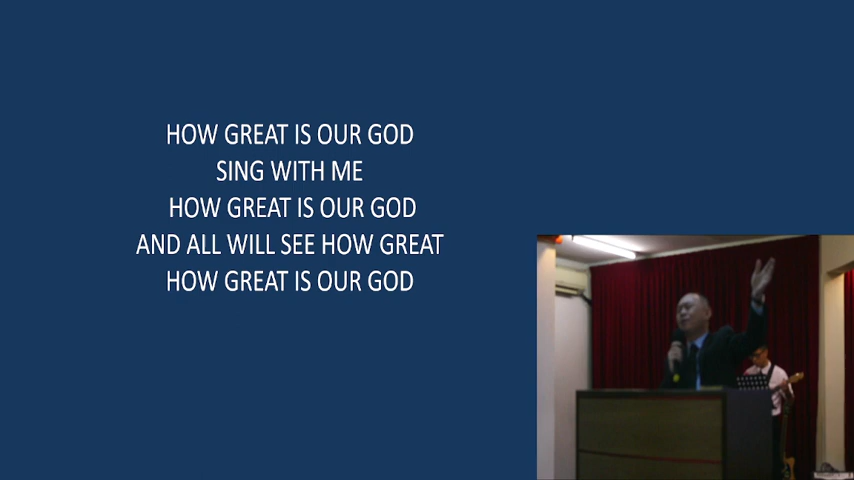 HOW GREAT IS OUR GOD
SING WITH ME
HOW GREAT IS OUR GOD
AND ALL WILL SEE HOW GREAT
HOW GREAT IS OUR GOD